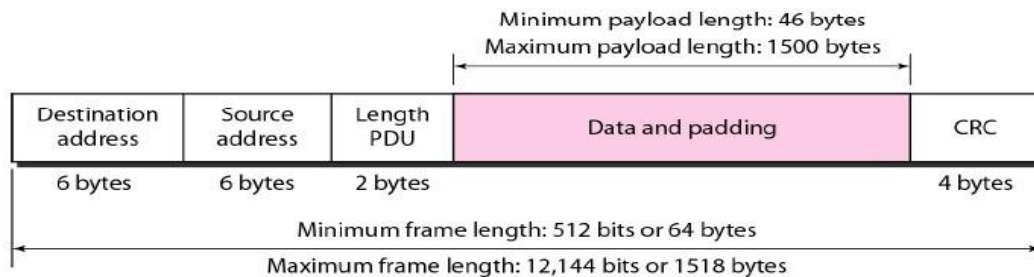 Minimum payload length: 46 bytes
Maximum payload length: 1500 bytes
Destination address
Source address
Length PDU
Data and padding
CRC
6 bytes
6 bytes
2 bytes
4 bytes
Minimum frame length: 512 bits or 64 bytes
Maximum frame length: 12,144 bits or 1518 bytes